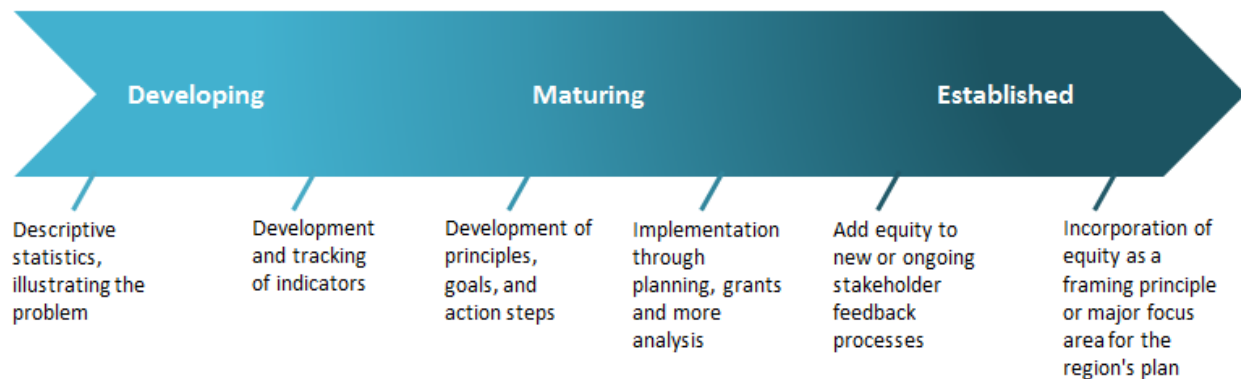 Developing
Maturing
Established
Descriptive
statistics,
illustrating the
problem
Development
and tracking
of indicators
Development of
principles,
goals, and
action steps
Implementation
through
planning, grants
and more
analysis
Add equity to
new or ongoing
stakeholder
feedback
processes
Incorporation of
equity as a
framing principle
or major focus
area for the
region's plan